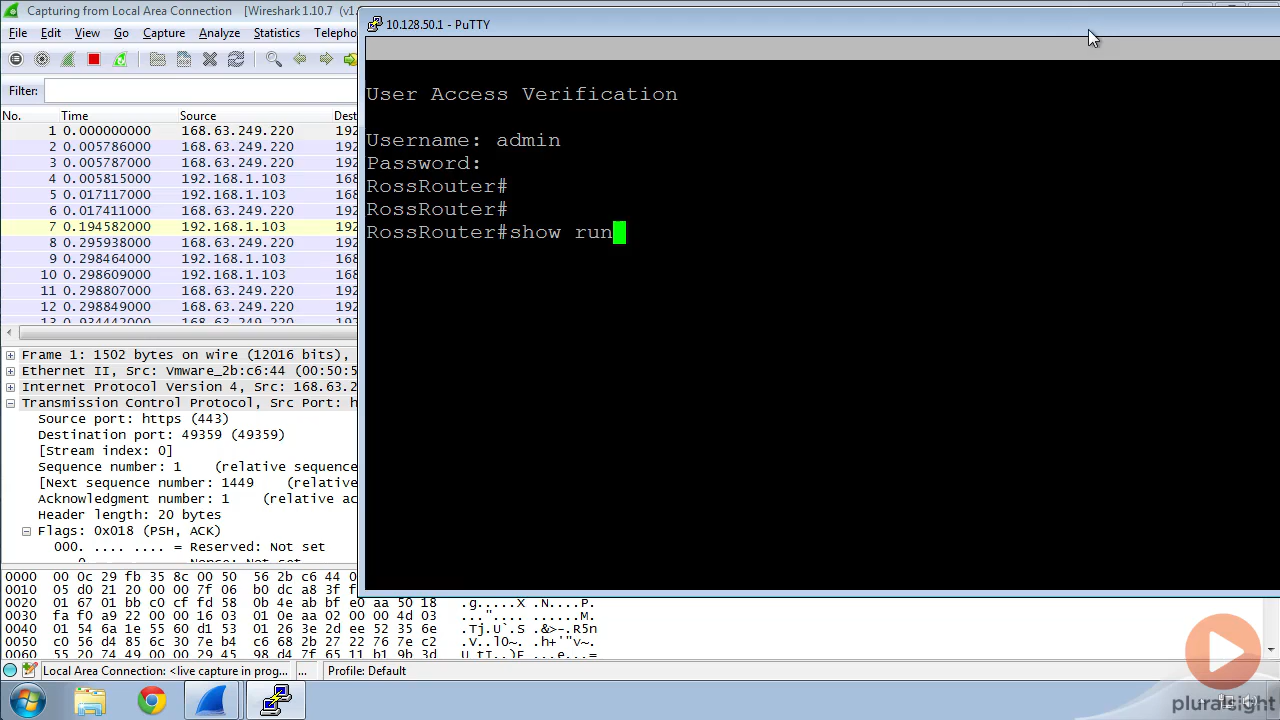 Capturing from Local Area Connection [Wireshark 1.10.7 (v1.
File Edit View Go Capture Analyze Statistics Telepho
Filter:
No. Time Source Dest
1 0.000000000 168.63.249.220 192
2 0.005786000 168.63.249.220 192
3 0.005787000 168.63.249.220 192
4 0.005815000 192.168.1.103 168
5 0.017117000 192.168.1.103 168
6 0.017411000 168.63.249.220 192
7 0.194582000 192.168.1.103 168
8 0.295938000 168.63.249.220 192
9 0.298464000 192.168.1.103 168
10 0.298609000 192.168.1.103 168
11 0.298807000 168.63.249.220 192
12 0.298849000 168.63.249.220 192
Frame 1: 1502 bytes on wire (12016 bits),
Ethernet II, Src: Vmware_2b:c6:44 (00:50:5
Internet Protocol Version 4, Src: 168.63.2
Transmission Control Protocol, Src Port: h
Source port: https (443)
Destination port: 49359 (49359)
[Stream index: 0]
Sequence number: 1 (relative sequence
[Next sequence number: 1449 (relative
Acknowledgment number: 1 (relative ac
Header length: 20 bytes
Flags: 0x018 (PSH, ACK)
000. .... .... = Reserved: Not set
0000 00 0c 29 fb 35 8c 00 50 56 2b c6 44 0
0010 05 d0 21 20 00 00 7f 06 b0 dc a8 3f f
0020 01 67 01 bb c0 cf fd 58 0b 4e ab bf e0 aa 50 18 .g.....X .N....P.
0030 fa f0 a9 22 00 00 16 03 01 0e aa 02 00 00 4d 03 ...".... ......M.
0040 01 54 6a 1e 55 60 d1 53 01 26 3e 2d ee 52 35 6e .Tj.U`.S .&>-.R5n
0050 c0 56 d4 85 6c 30 7e b4 c6 68 2b 27 22 76 7e c2 .V..l0~. .h+'"v~.
0060 55 20 74 49 00 00 29 45 98 d4 7f 65 11 b1 9b 3d U tI..)E ...e...=
Local Area Connection: <live capture in prog... ... Profile: Default
10.128.50.1 - PuTTY
User Access Verification
Username: admin
Password:
RossRouter#
RossRouter#
RossRouter#show run
pluralsight